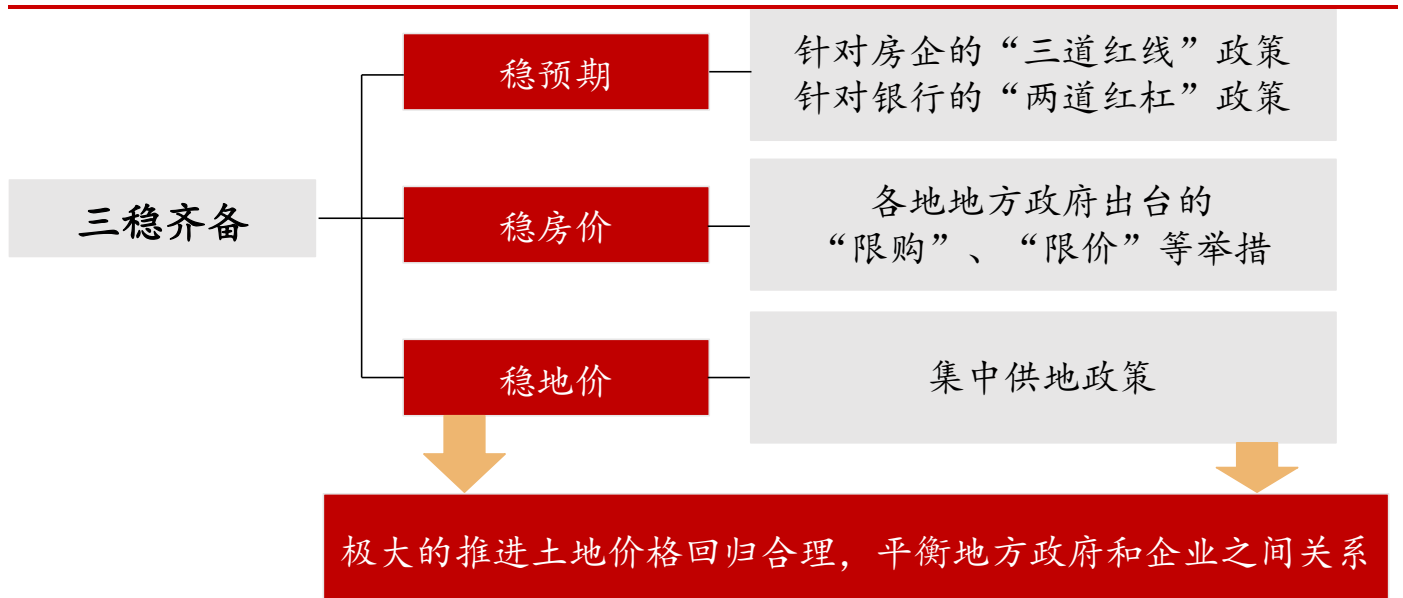 三稳齐备
稳预期
针对房企的“三道红线”政策
针对银行的“两道红杠”政策
稳房价
各地地方政府出台的
“限购”、“限价”等举措
稳地价
集中供地政策
极大的推进土地价格回归合理，平衡地方政府和企业之间关系